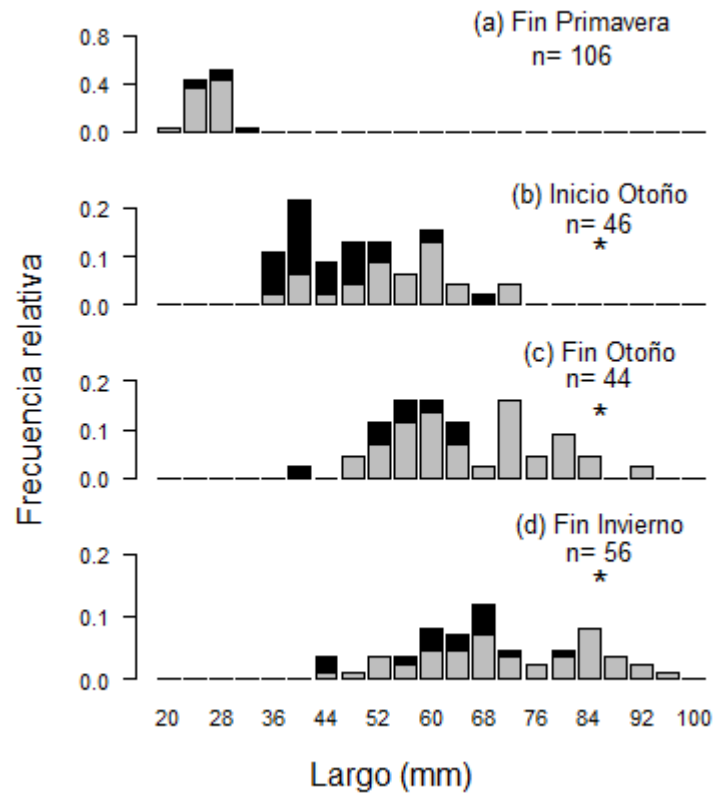 (a) Fin Primavera
n= 106
0.8
0.4
0.0
(b) Inicio Otoño
n= 46
*
0.2
0.1
0.0
(c) Fin Otoño
n= 44
*
0.2
0.1
0.0
(d) Fin Invierno
n= 56
*
0.2
0.1
0.0
Frecuencia relativa
20 28 36 44 52 60 68 76 84 92 100
Largo (mm)